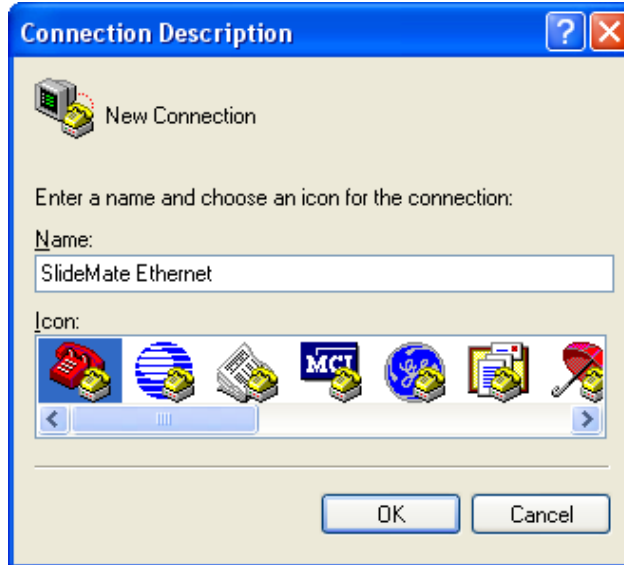 Connection Description
New Connection
Enter a name and choose an icon for the connection:
Name:
SlideMate Ethernet
Icon:
MCI
OK Cancel